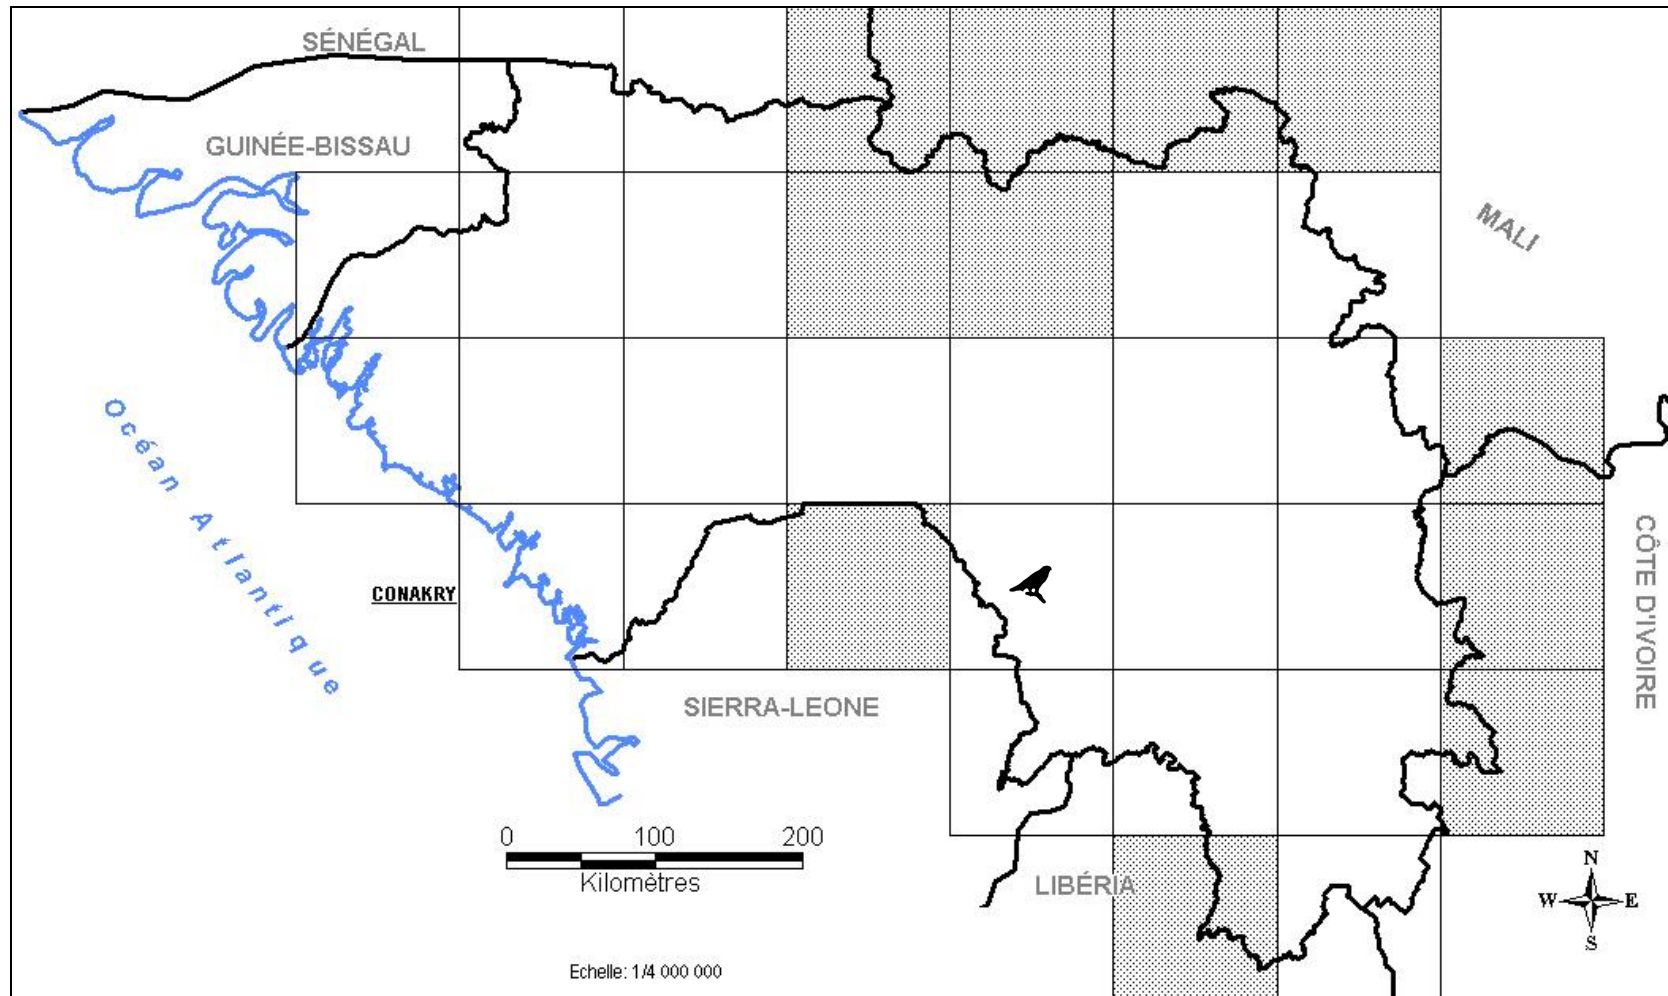 SÉNÉGAL
GUINÉE-BISSAU
MALI
Océan Atlantique
CÔTE D'IVOIRE
CONAKRY
SIERRA-LEONE
0 100 200
Kilomètres
LIBÉRIA
N
W E
S
Echelle: 1/4 000 000